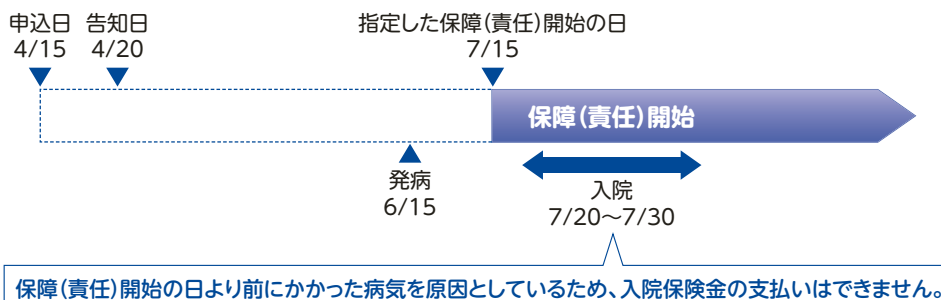 申込日 告知日 指定した保障(責任)開始の日
4/15 4/20 7/15
保障(責任)開始
発病 入院
6/15 7/20〜7/30
保障(責任)開始の日より前にかかった病気を原因としているため、入院保険金の支払いはできません。